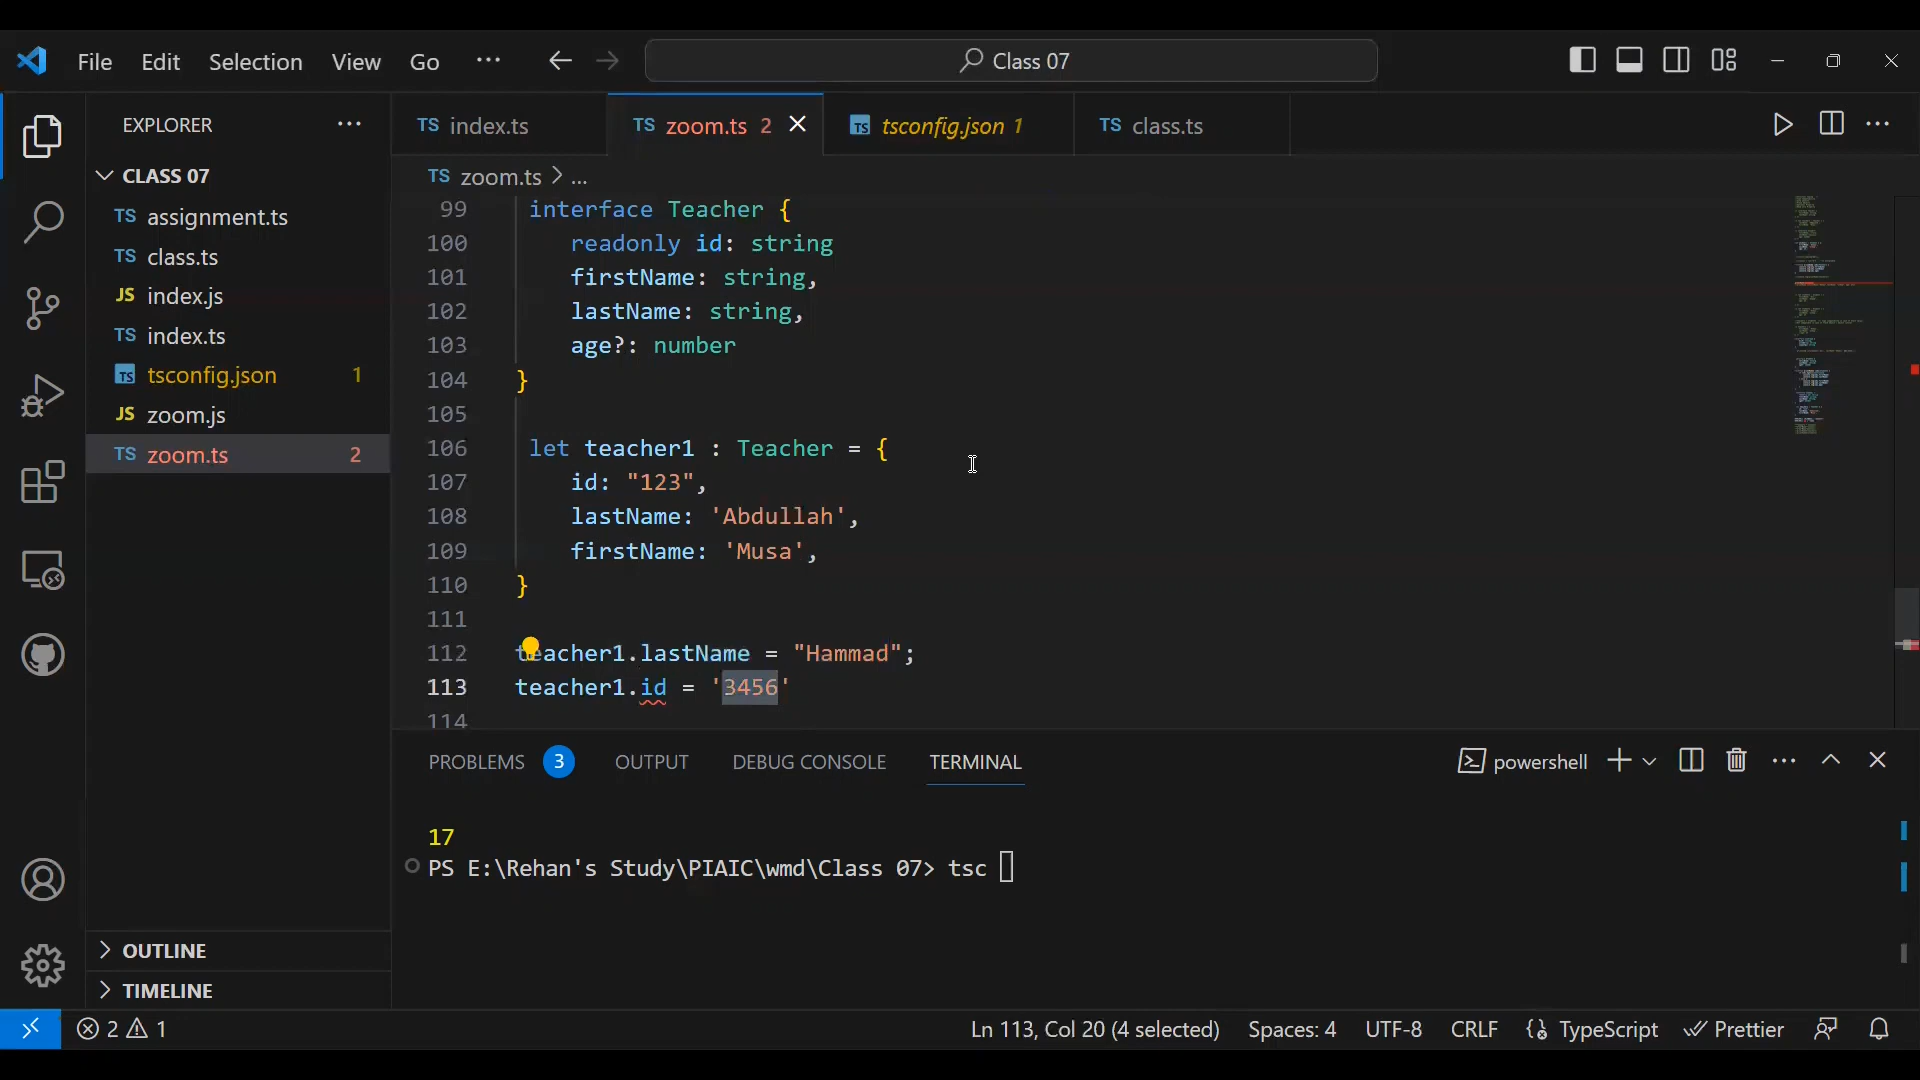 File Edit Selection View Go ··· Class 07
EXPLORER ···
TS index.ts TS zoom.ts 2 TS tsconfig.json 1 TS class.ts ···
CLASS 07
TS zoom.ts > ...
TS assignment.ts
TS class.ts
JS index.js
TS index.ts
TS tsconfig.json 1
JS zoom.js
TS zoom.ts 2
99 interface Teacher {
100 readonly id: string
101 firstName: string,
102 lastName: string,
103 age?: number
104 }
105
106 let teacher1 : Teacher = {
107 id: "123",
108 lastName: 'Abdullah',
109 firstName: 'Musa',
110 }
111
112 teacher1.lastName = "Hammad";
113 teacher1.id = '3456'
114
PROBLEMS 3 OUTPUT DEBUG CONSOLE TERMINAL powershell ···
17
PS E:\Rehan's Study\PIAIC\wmd\Class 07> tsc
OUTLINE
TIMELINE
2 1 Ln 113, Col 20 (4 selected) Spaces: 4 UTF-8 CRLF TypeScript Prettier